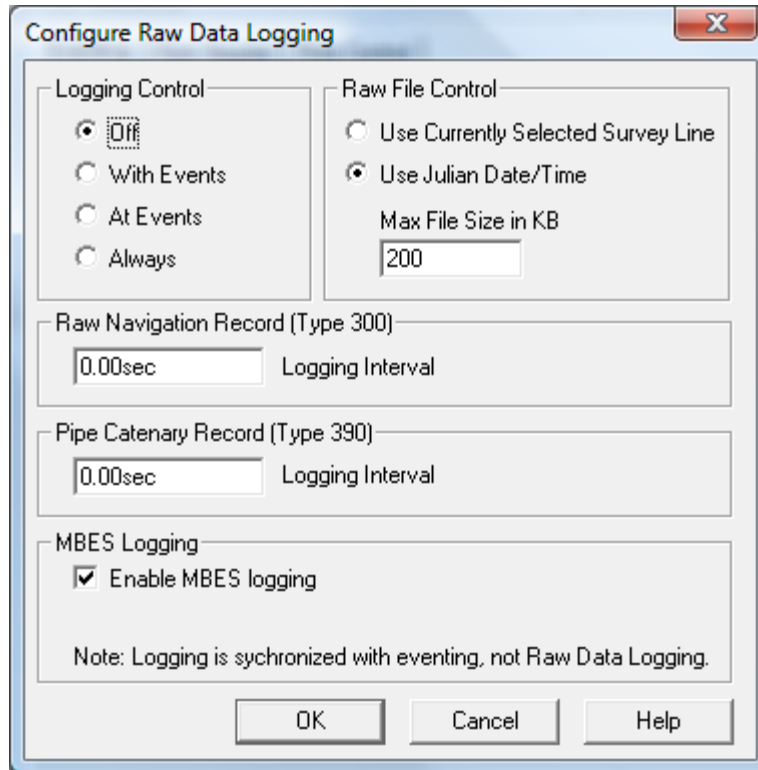 Configure Raw Data Logging
Logging Control
Off
With Events
At Events
Always
Raw File Control
Use Currently Selected Survey Line
Use Julian Date/Time
Max File Size in KB
200
Raw Navigation Record (Type 300)
0.00sec Logging Interval
Pipe Catenary Record (Type 390)
0.00sec Logging Interval
MBES Logging
Enable MBES logging
Note: Logging is sychronized with eventing, not Raw Data Logging.
OK Cancel Help